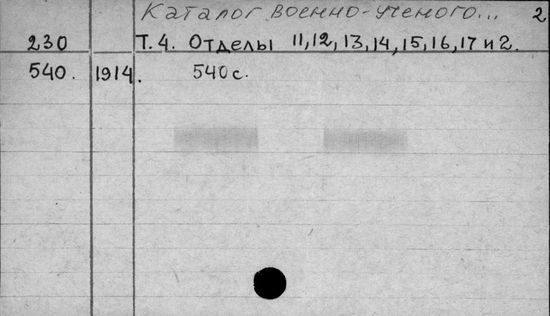 Каталог военно-ученого... 2
230 Т. 4. Отделы 11, 12, 13, 14, 15, 16, 17 и 2.
540. 1914. 540 с.